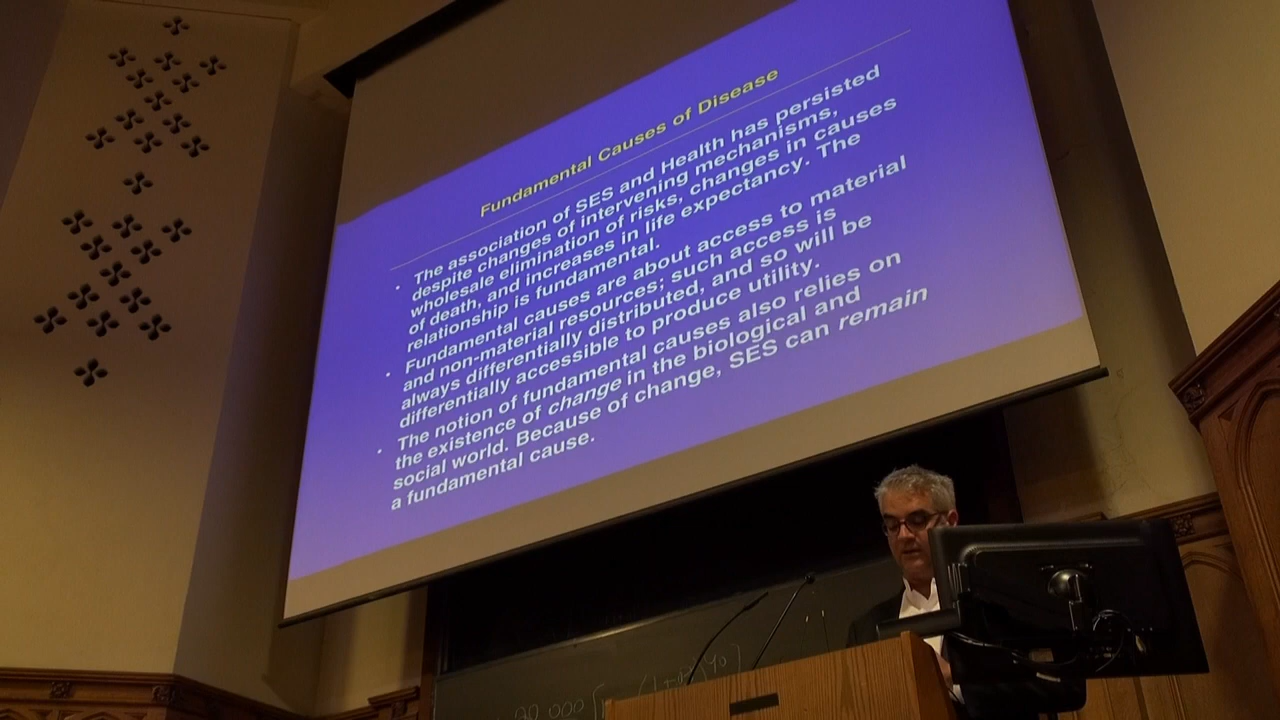 Fundamental Causes of Disease
• The association of SES and Health has persisted
despite changes of intervening mechanisms,
wholesale elimination of risks, changes in causes
of death, and increases in life expectancy. The
relationship is fundamental.
• Fundamental causes are about access to material
and non-material resources; such access is
always differentially distributed, and so will be
differentially accessible to produce utility.
• The notion of fundamental causes also relies on
the existence of change in the biological and
social world. Because of change, SES can remain
a fundamental cause.